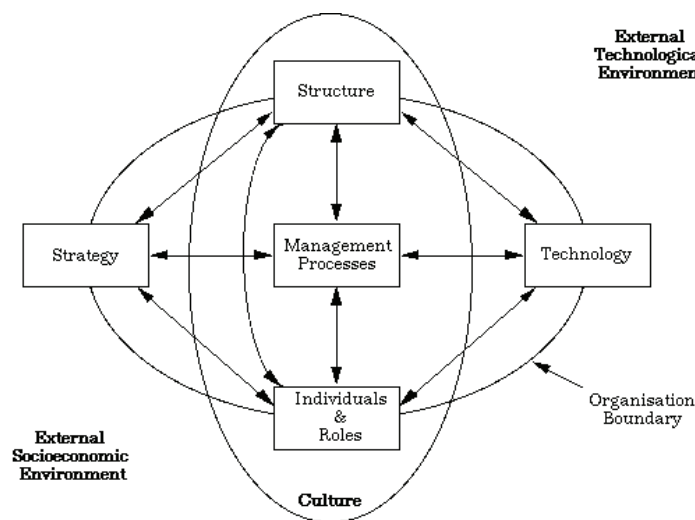 External
Technologica
Environmen
Structure
Strategy
Management
Processes
Technology
Individuals
&
Roles
Organisation
Boundary
External
Socioeconomic
Environment
Culture